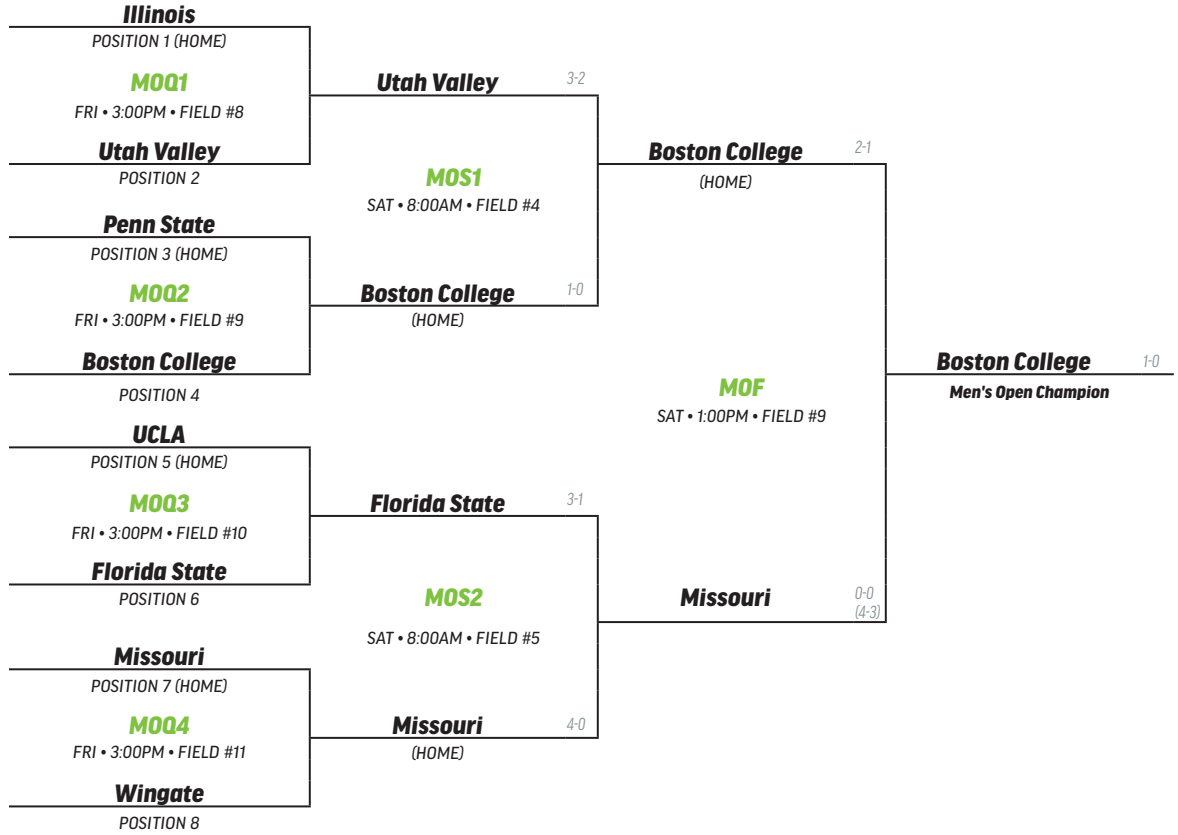 Illinois
POSITION 1 (HOME)
MOQ1
FRI • 3:00PM • FIELD #8
Utah Valley
POSITION 2
Penn State
POSITION 3 (HOME)
MOQ2
FRI • 3:00PM • FIELD #9
Boston College
POSITION 4
UCLA
POSITION 5 (HOME)
MOQ3
FRI • 3:00PM • FIELD #10
Florida State
POSITION 6
Missouri
POSITION 7 (HOME)
MOQ4
FRI • 3:00PM • FIELD #11
Wingate
POSITION 8
Utah Valley 3-2
MOS1
SAT • 8:00AM • FIELD #4
Boston College 1-0
(HOME)
Florida State 3-1
MOS2
SAT • 8:00AM • FIELD #5
Missouri 4-0
(HOME)
Boston College 2-1
(HOME)
MOF
SAT • 1:00PM • FIELD #9
Missouri 0-0
(4-3)
Boston College 1-0
Men's Open Champion